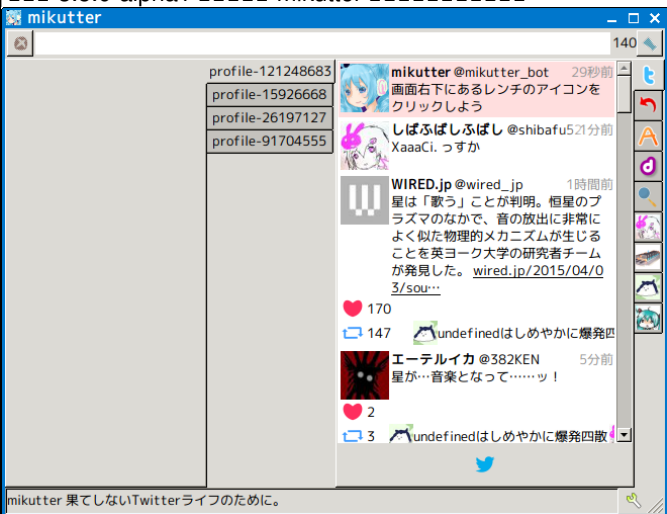 mikutter
140
profile-121248683
profile-15926668
profile-26197127
profile-91704555
mikutter @mikutter_bot 29秒前
画面右下にあるレンチのアイコンを
クリックしよう
しばふばしふばし @shibafu52 1分前
XaaaCi. っすか
WIRED.jp @wired_jp 1時間前
星は「歌う」ことが判明。恒星のプ
ラズマのなかで、音の放出に非常に
よく似た物理的メカニズムが生じる
ことを英ヨーク大学の研究者チーム
が発見した。 wired.jp/2015/04/0
3/sou…
170
147 undefinedはしめやかに爆発四
エーテルイカ @382KEN 5分前
星が…音楽となって……ッ！
2
3 undefinedはしめやかに爆発四散
mikutter 果てしないTwitterライフのために。